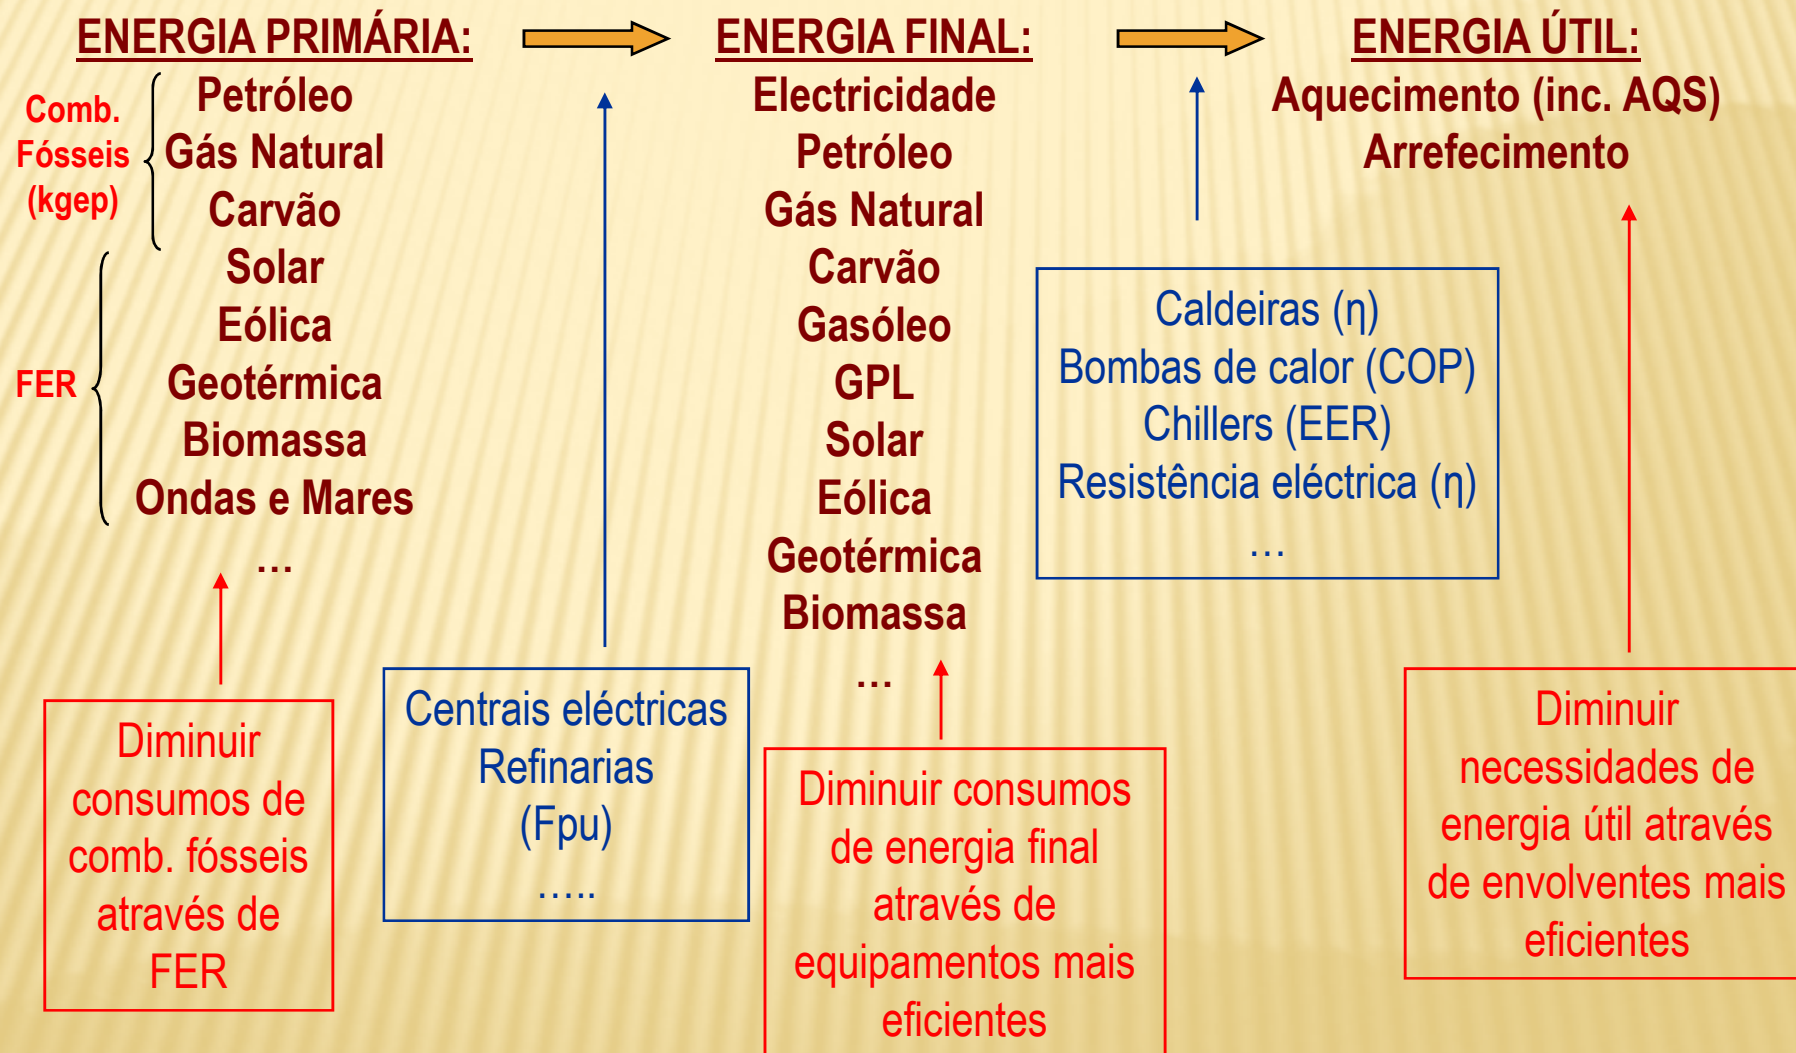 ENERGIA PRIMÁRIA:
Comb.
Fósseis
(kgep)
Petróleo
Gás Natural
Carvão
FER
Solar
Eólica
Geotérmica
Biomassa
Ondas e Mares
…
Diminuir
consumos de
comb. fósseis
através de
FER
Centrais eléctricas
Refinarias
(Fpu)
…..
ENERGIA FINAL:
Electricidade
Petróleo
Gás Natural
Carvão
Gasóleo
GPL
Solar
Eólica
Geotérmica
Biomassa
…
Diminuir consumos
de energia final
através de
equipamentos mais
eficientes
Caldeiras (η)
Bombas de calor (COP)
Chillers (EER)
Resistência eléctrica (η)
…
ENERGIA ÚTIL:
Aquecimento (inc. AQS)
Arrefecimento
Diminuir
necessidades de
energia útil através
de envolventes mais
eficientes